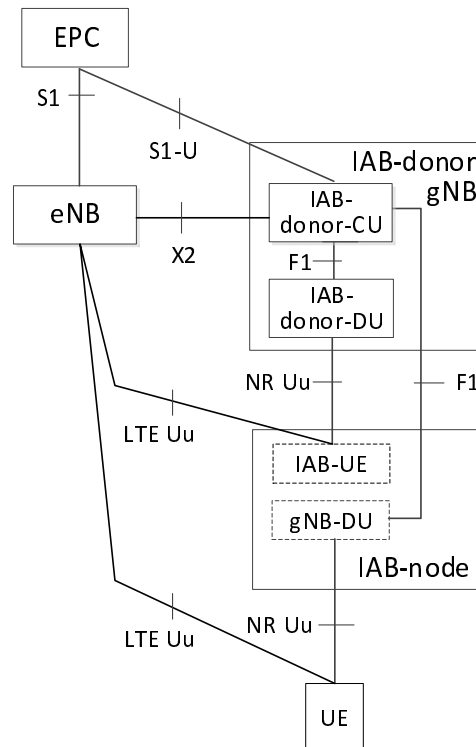 EPC
S1
S1-U
IAB-donor
gNB
IAB-
donor-CU
eNB
X2
F1
IAB-
donor-DU
NR Uu
F1
LTE Uu
IAB-UE
gNB-DU
IAB-node
NR Uu
LTE Uu
UE